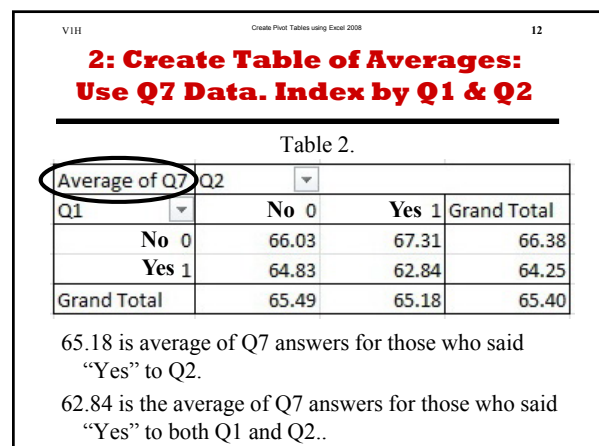 V1H Create Pivot Tables using Excel 2008 12
2: Create Table of Averages:
Use Q7 Data. Index by Q1 & Q2
Table 2.
Average of Q7 Q2
Q1 No 0 Yes 1 Grand Total
No 0 66.03 67.31 66.38
Yes 1 64.83 62.84 64.25
Grand Total 65.49 65.18 65.40
65.18 is average of Q7 answers for those who said
“Yes” to Q2.
62.84 is the average of Q7 answers for those who said
“Yes” to both Q1 and Q2..